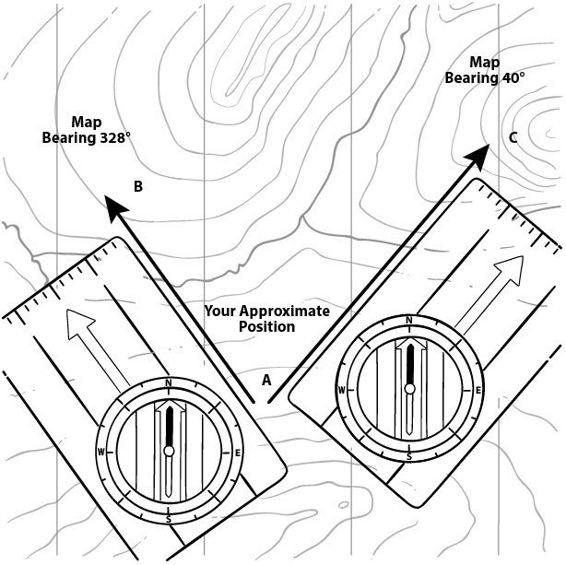 Map
Bearing 40°
Map
Bearing 328°
B
C
Your Approximate
Position
A
N
W
E
S
N
W
E
S